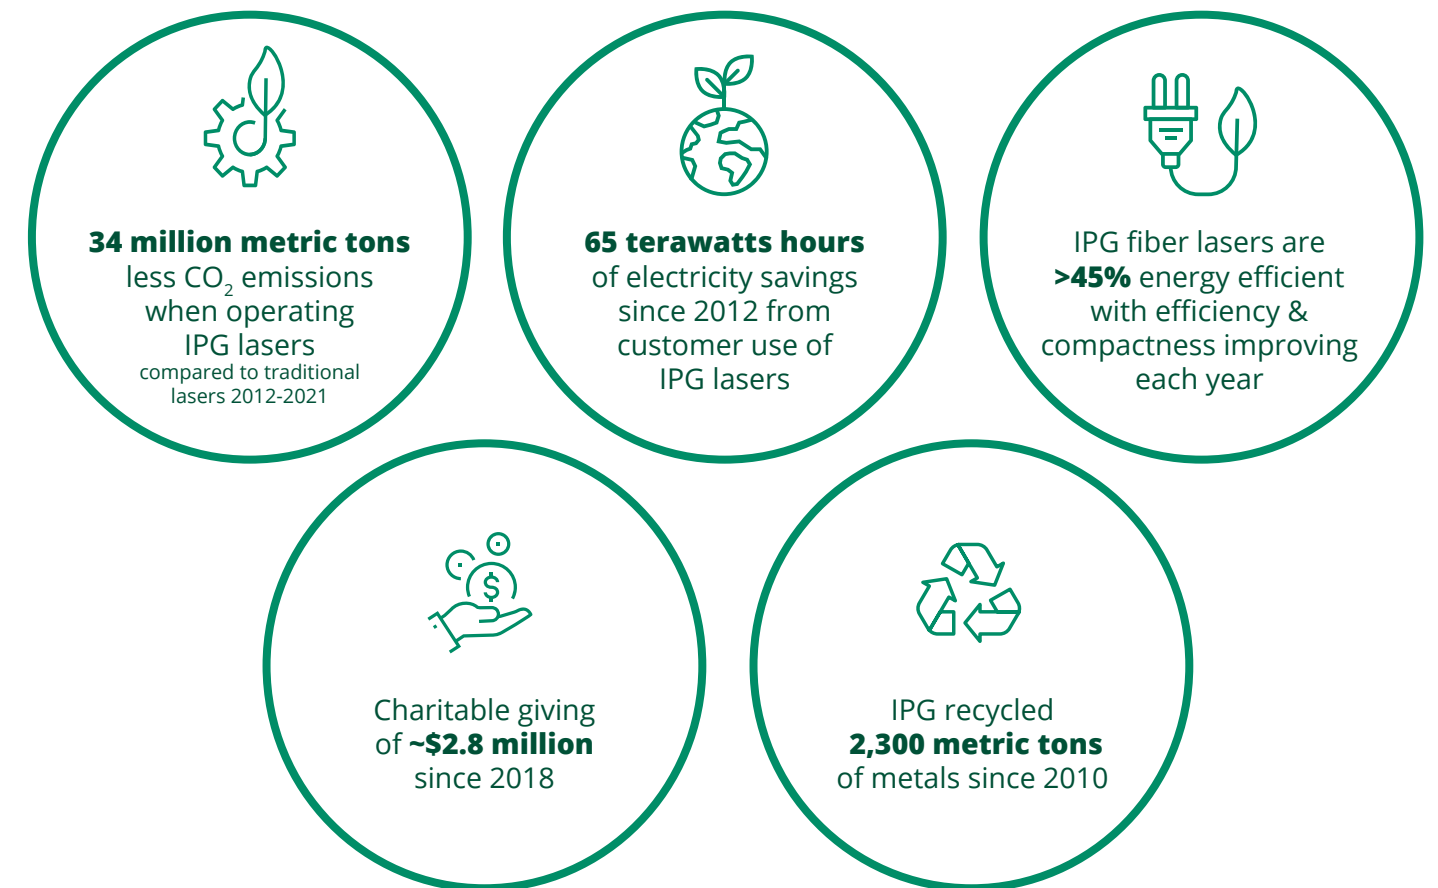 34 million metric tons
less CO₂ emissions
when operating
IPG lasers
compared to traditional
lasers 2012-2021
65 terawatts hours
of electricity savings
since 2012 from
customer use of
IPG lasers
IPG fiber lasers are
>45% energy efficient
with efficiency &
compactness improving
each year
$
Charitable giving
of ~$2.8 million
since 2018
IPG recycled
2,300 metric tons
of metals since 2010